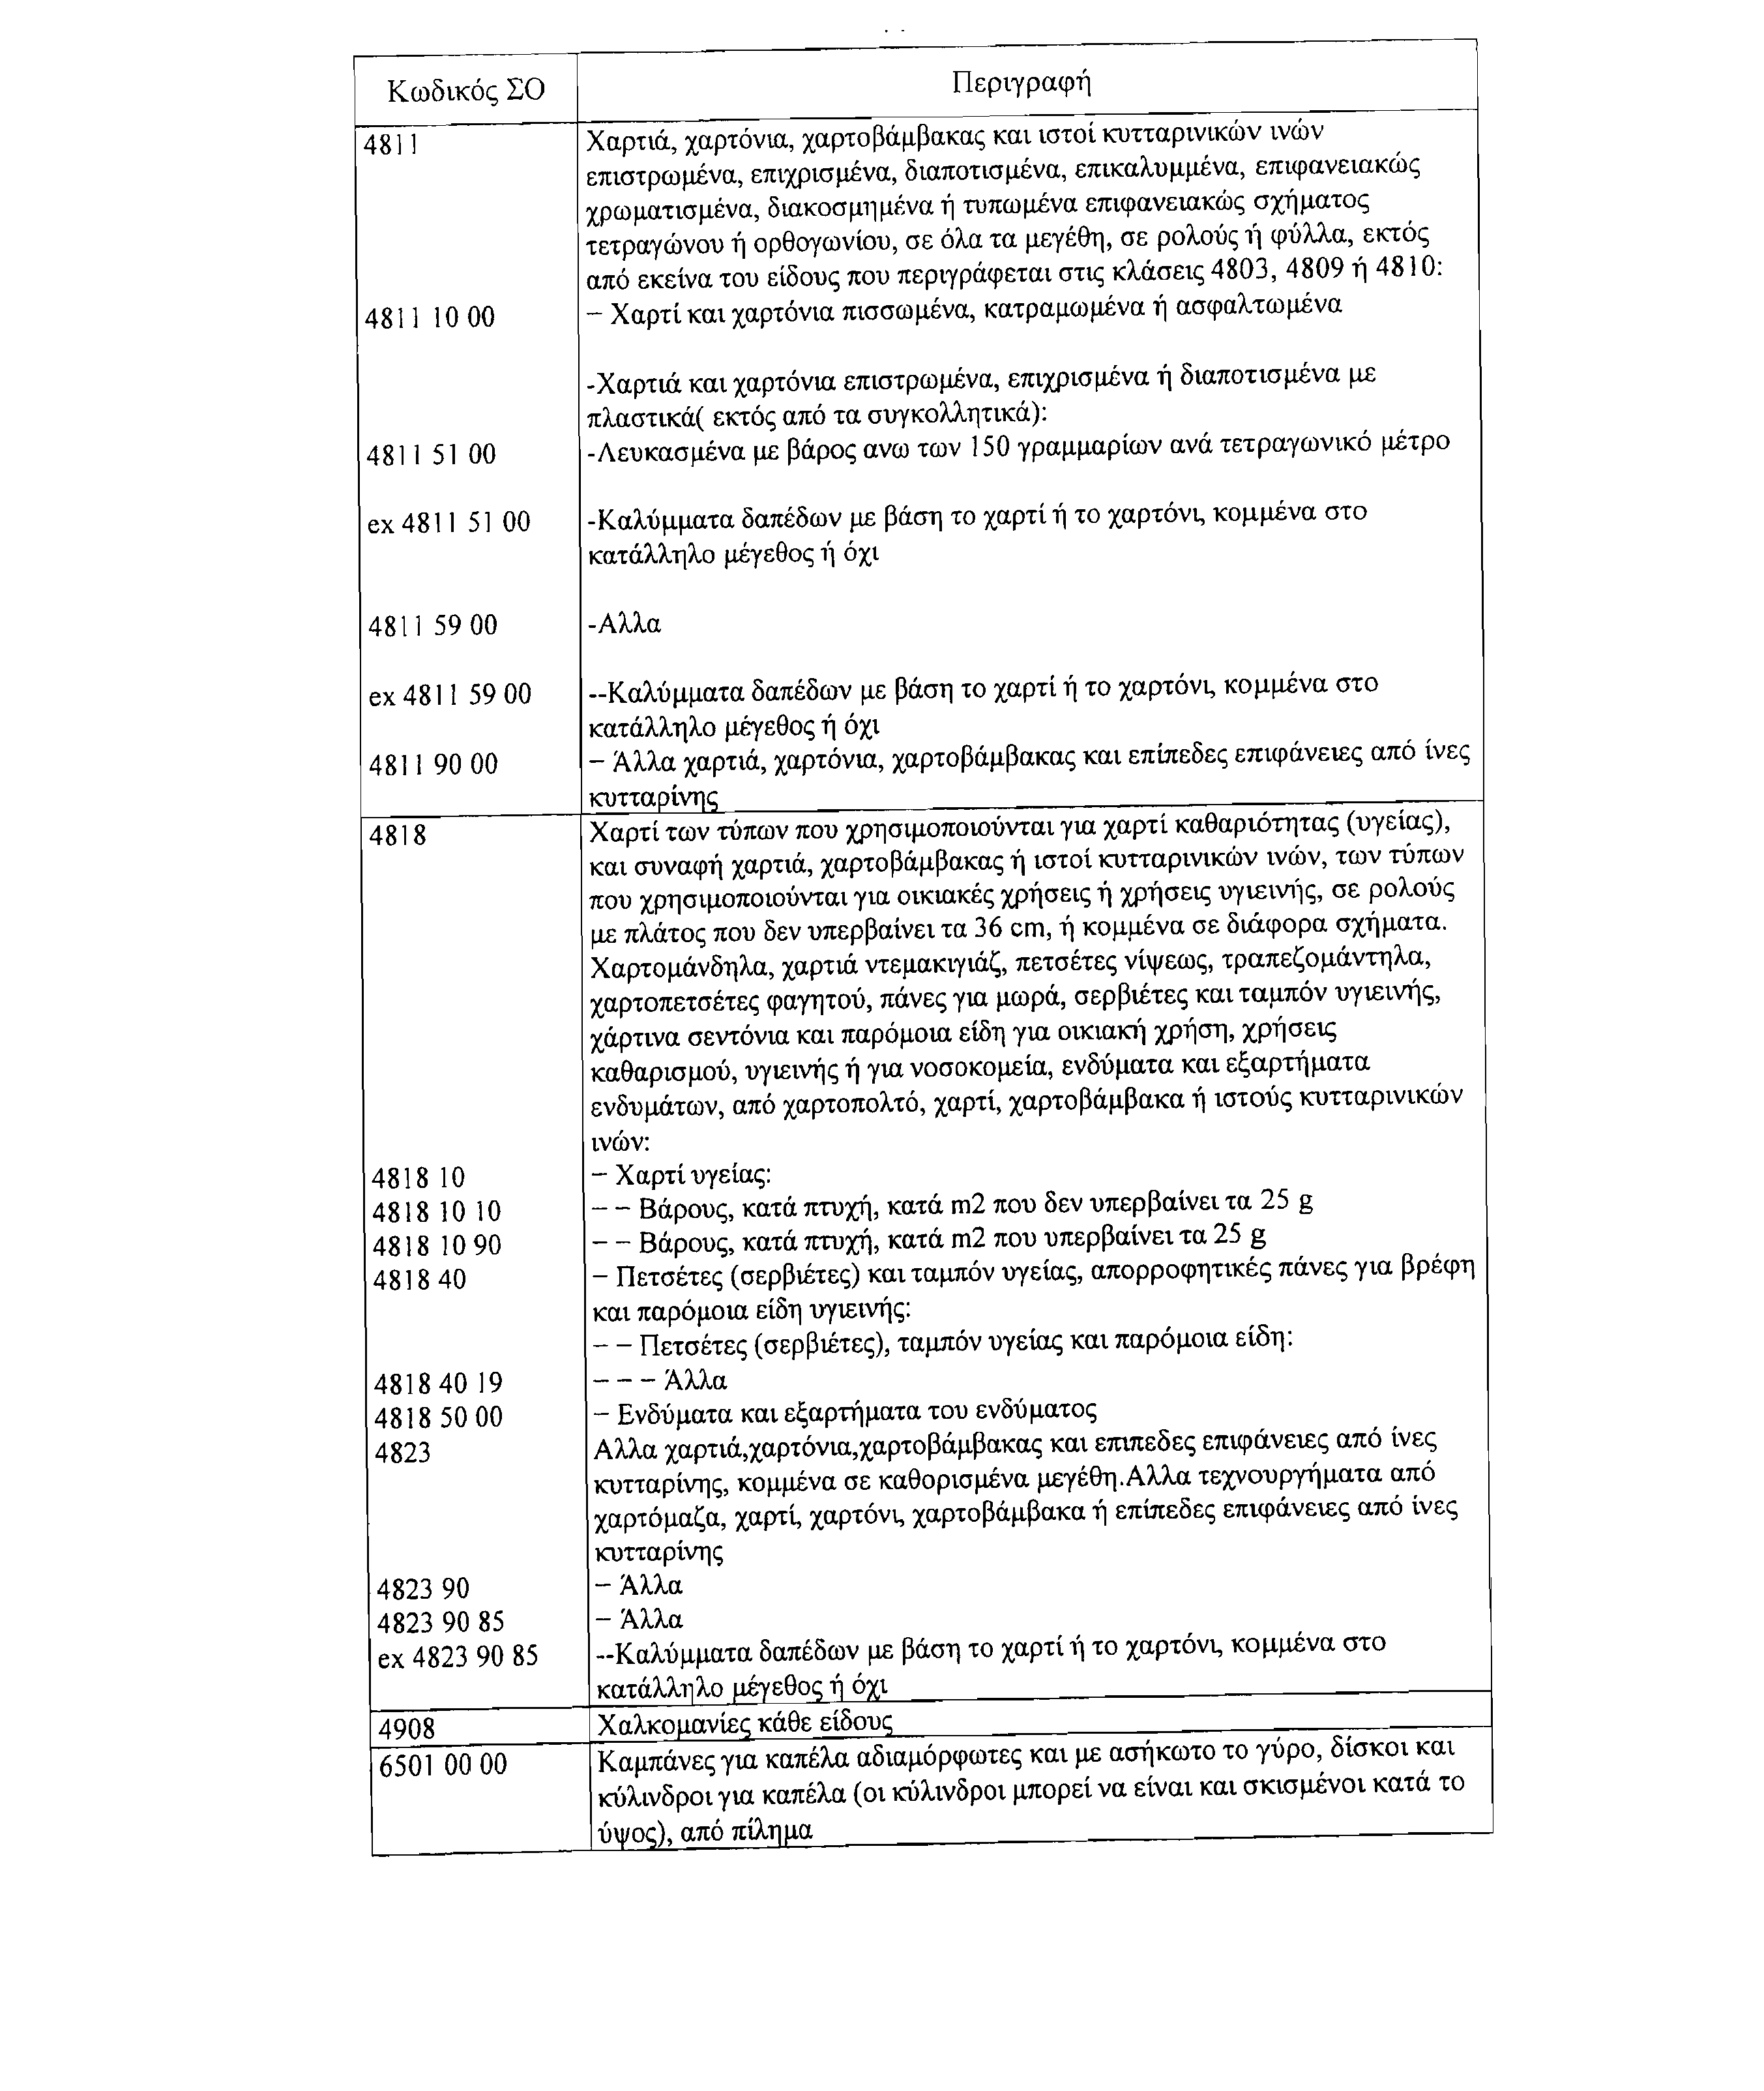 Κωδικός ΣΟ Περιγραφή
4811 Χαρτιά, χαρτόνια, χαρτοβάμβακας και ιστοί κυτταρινικών ινών
επιστρωμένα, επιχρισμένα, διαποτισμένα, επικαλυμμένα, επιφανειακώς
χρωματισμένα, διακοσμημένα ή τυπωμένα επιφανειακώς σχήματος
τετραγώνου ή ορθογωνίου, σε όλα τα μεγέθη, σε ρολούς ή φύλλα, εκτός
από εκείνα του είδους που περιγράφεται στις κλάσεις 4803, 4809 ή 4810:
4811 10 00 – Χαρτί και χαρτόνια πισσωμένα, κατραμωμένα ή ασφαλτωμένα
-Χαρτιά και χαρτόνια επιστρωμένα, επιχρισμένα ή διαποτισμένα με
πλαστικά( εκτός από τα συγκολλητικά):
4811 51 00 -Λευκασμένα με βάρος ανω των 150 γραμμαρίων ανά τετραγωνικό μέτρο
ex 4811 51 00 -Καλύμματα δαπέδων με βάση το χαρτί ή το χαρτόνι, κομμένα στο
κατάλληλο μέγεθος ή όχι
4811 59 00 -Αλλα
ex 4811 59 00 --Καλύμματα δαπέδων με βάση το χαρτί ή το χαρτόνι, κομμένα στο
κατάλληλο μέγεθος ή όχι
4811 90 00 – Άλλα χαρτιά, χαρτόνια, χαρτοβάμβακας και επίπεδες επιφάνειες από ίνες
κυτταρίνης
4818 Χαρτί των τύπων που χρησιμοποιούνται για χαρτί καθαριότητας (υγείας),
και συναφή χαρτιά, χαρτοβάμβακας ή ιστοί κυτταρινικών ινών, των τύπων
που χρησιμοποιούνται για οικιακές χρήσεις ή χρήσεις υγιεινής, σε ρολούς
με πλάτος που δεν υπερβαίνει τα 36 cm, ή κομμένα σε διάφορα σχήματα.
Χαρτομάνδηλα, χαρτιά ντεμακιγιάζ, πετσέτες νίψεως, τραπεζομάντηλα,
χαρτοπετσέτες φαγητού, πάνες για μωρά, σερβιέτες και ταμπόν υγιεινής,
χάρτινα σεντόνια και παρόμοια είδη για οικιακή χρήση, χρήσεις
καθαρισμού, υγιεινής ή για νοσοκομεία, ενδύματα και εξαρτήματα
ενδυμάτων, από χαρτοπολτό, χαρτί, χαρτοβάμβακα ή ιστούς κυτταρινικών
ινών:
4818 10 – Χαρτί υγείας:
4818 10 10 – – Βάρους, κατά πτυχή, κατά m2 που δεν υπερβαίνει τα 25 g
4818 10 90 – – Βάρους, κατά πτυχή, κατά m2 που υπερβαίνει τα 25 g
4818 40 – Πετσέτες (σερβιέτες) και ταμπόν υγείας, απορροφητικές πάνες για βρέφη
και παρόμοια είδη υγιεινής:
– – Πετσέτες (σερβιέτες), ταμπόν υγείας και παρόμοια είδη:
4818 40 19 – – – Άλλα
4818 50 00 – Ενδύματα και εξαρτήματα του ενδύματος
4823 Αλλα χαρτιά,χαρτόνια,χαρτοβάμβακας και επιπεδες επιφάνειες από ίνες
κυτταρίνης, κομμένα σε καθορισμένα μεγέθη.Αλλα τεχνουργήματα από
χαρτόμαζα, χαρτί, χαρτόνι, χαρτοβάμβακα ή επίπεδες επιφάνειες από ίνες
κυτταρίνης
4823 90 – Άλλα
4823 90 85 – Άλλα
ex 4823 90 85 --Καλύμματα δαπέδων με βάση το χαρτί ή το χαρτόνι, κομμένα στο
κατάλληλο μέγεθος ή όχι
4908 Χαλκομανίες κάθε είδους
6501 00 00 Καμπάνες για καπέλα αδιαμόρφωτες και με ασήκωτο το γύρο, δίσκοι και
κύλινδροι για καπέλα (οι κύλινδροι μπορεί να είναι και σκισμένοι κατά το
ύψος), από πίλημα